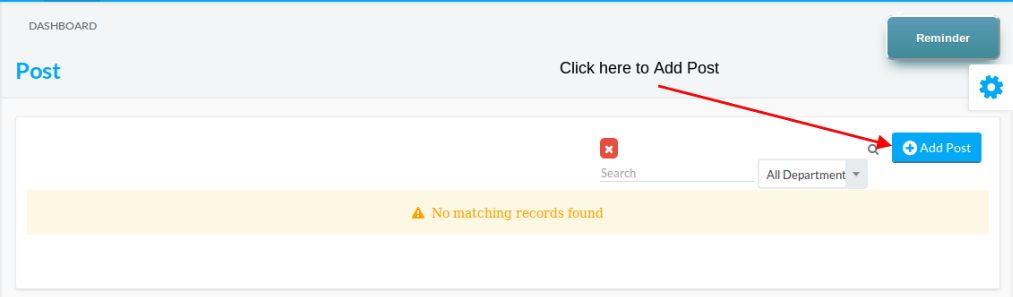 DASHBOARD
Reminder
Post
Click here to Add Post
Add Post
Search
All Department
No matching records found